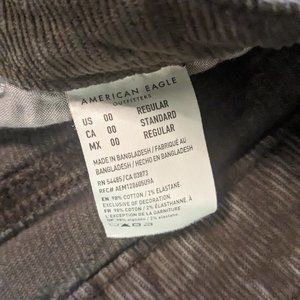 AMERICAN EAGLE
OUTFITTERS
US 00 REGULAR
CA 00 STANDARD
MX 00 REGULAR
MADE IN BANGLADESH / FABRIQUÉ AU
BANGLADESH / HECHO EN BANGLADESH
RN 54485 / CA 03873
RFC# AEM120605U9A
EN 98% COTTON / 2% ELASTANE.
EXCLUSIVE OF DECORATION
FR 98% COTON / 2% ÉLASTHANNE. À
L'EXCEPTION DE LA GARNITURE